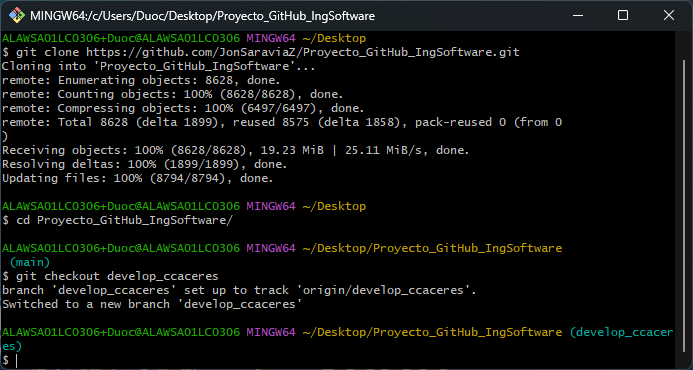 MINGW64:/c/Users/Duoc/Desktop/Proyecto_GitHub_IngSoftware
ALAWSA01LC0306+Duoc@ALAWSA01LC0306 MINGW64 ~/Desktop
$ git clone https://github.com/JonSaraviaZ/Proyecto_GitHub_IngSoftware.git
Cloning into 'Proyecto_GitHub_IngSoftware'...
remote: Enumerating objects: 8628, done.
remote: Counting objects: 100% (8628/8628), done.
remote: Compressing objects: 100% (6497/6497), done.
remote: Total 8628 (delta 1899), reused 8575 (delta 1858), pack-reused 0 (from 0
)
Receiving objects: 100% (8628/8628), 19.23 MiB | 25.11 MiB/s, done.
Resolving deltas: 100% (1899/1899), done.
Updating files: 100% (8794/8794), done.
ALAWSA01LC0306+Duoc@ALAWSA01LC0306 MINGW64 ~/Desktop
$ cd Proyecto_GitHub_IngSoftware/
ALAWSA01LC0306+Duoc@ALAWSA01LC0306 MINGW64 ~/Desktop/Proyecto_GitHub_IngSoftware
(main)
$ git checkout develop_ccaceres
branch 'develop_ccaceres' set up to track 'origin/develop_ccaceres'.
Switched to a new branch 'develop_ccaceres'
ALAWSA01LC0306+Duoc@ALAWSA01LC0306 MINGW64 ~/Desktop/Proyecto_GitHub_IngSoftware (develop_ccacer
es)
$